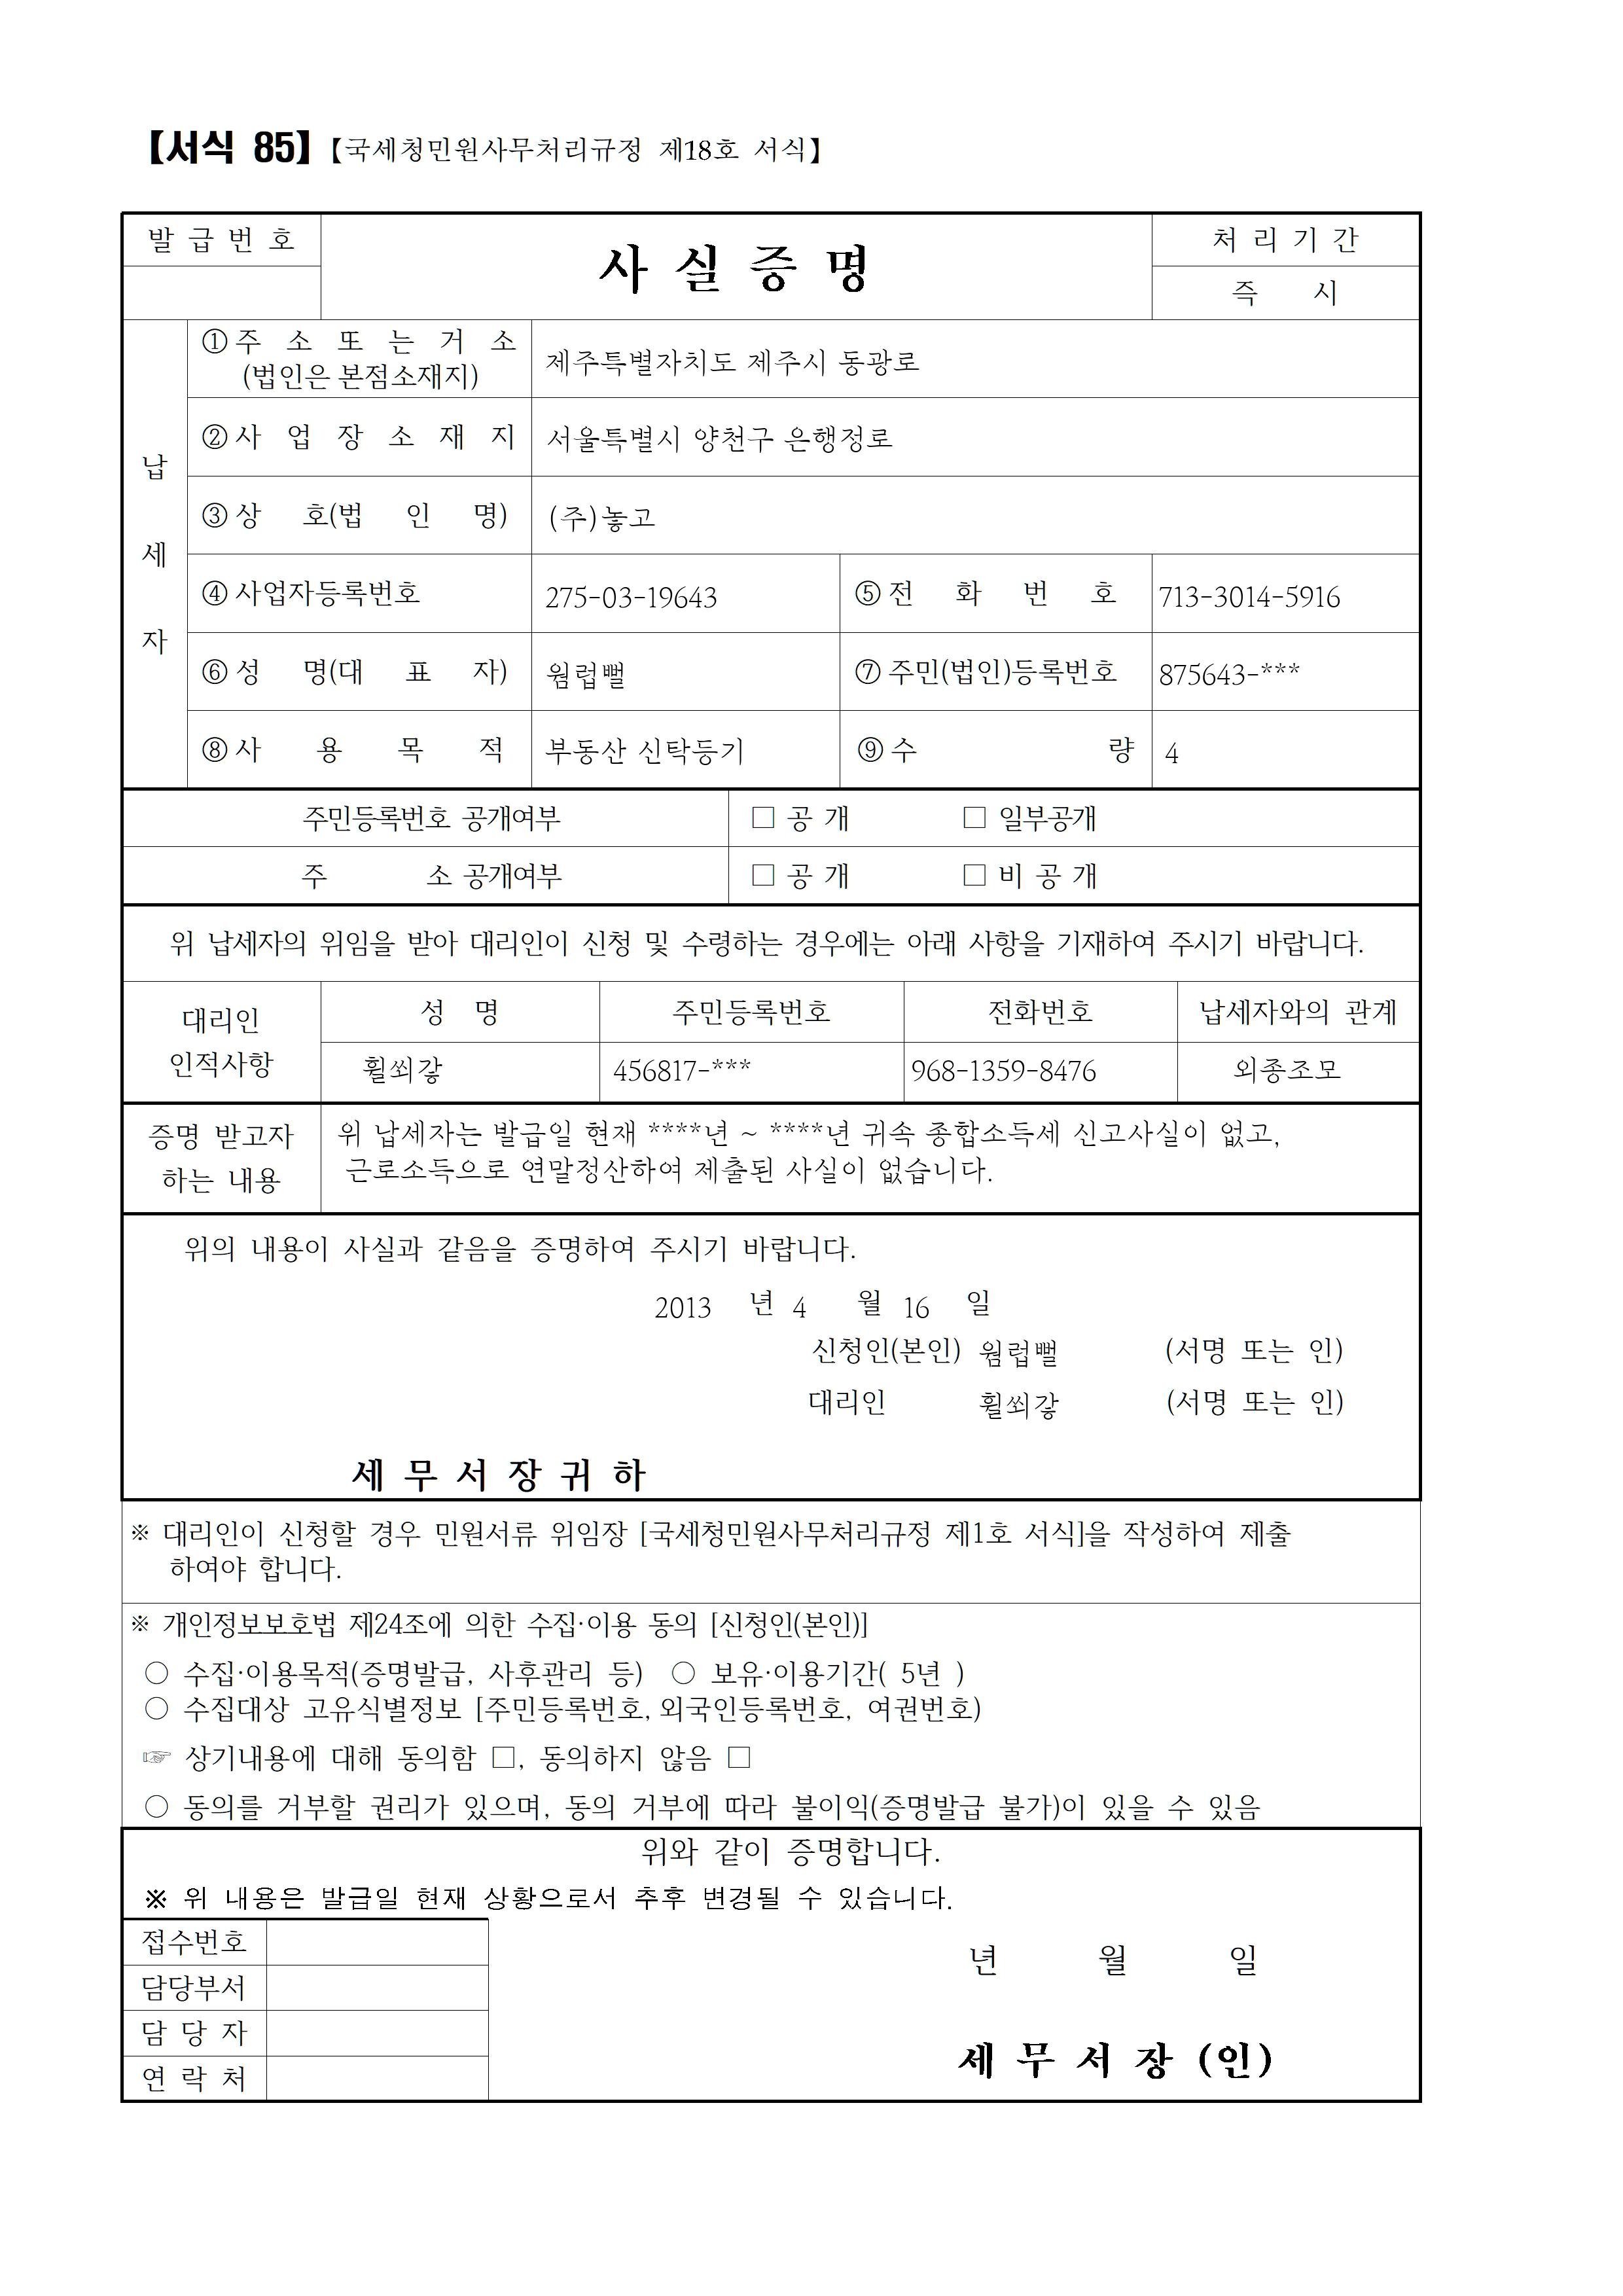 【서식 85】【국세청민원사무처리규정 제18호 서식】
발 급 번 호
사 실 증 명
처 리 기 간
즉 시
납 세 자
① 주 소 또 는 거 소
(법인은 본점소재지)
제주특별자치도 제주시 동광로
② 사 업 장 소 재 지
서울특별시 양천구 은행정로
③ 상 호(법 인 명)
(주)놓고
④ 사업자등록번호
275-03-19643
⑤ 전 화 번 호
713-3014-5916
⑥ 성 명(대 표 자)
웜럽뻘
⑦ 주민(법인)등록번호
875643-***
⑧ 사 용 목 적
부동산 신탁등기
⑨ 수 량
4
주민등록번호 공개여부
□ 공 개 □ 일부공개
주 소 공개여부
□ 공 개 □ 비 공 개
위 납세자의 위임을 받아 대리인이 신청 및 수령하는 경우에는 아래 사항을 기재하여 주시기 바랍니다.
대리인
인적사항
성 명
주민등록번호
전화번호
납세자와의 관계
휠쐬갛
456817-***
968-1359-8476
외종조모
증명 받고자
하는 내용
위 납세자는 발급일 현재 ****년 ~ ****년 귀속 종합소득세 신고사실이 없고,
근로소득으로 연말정산하여 제출된 사실이 없습니다.
위의 내용이 사실과 같음을 증명하여 주시기 바랍니다.
2013 년 4 월 16 일
신청인(본인) 웜럽뻘 (서명 또는 인)
대리인 휠쐬갛 (서명 또는 인)
세 무 서 장 귀 하
※ 대리인이 신청할 경우 민원서류 위임장 [국세청민원사무처리규정 제1호 서식]을 작성하여 제출
하여야 합니다.
※ 개인정보보호법 제24조에 의한 수집·이용 동의 [신청인(본인)]
○ 수집·이용목적(증명발급, 사후관리 등) ○ 보유·이용기간( 5년 )
○ 수집대상 고유식별정보 [주민등록번호, 외국인등록번호, 여권번호)
☞ 상기내용에 대해 동의함 □, 동의하지 않음 □
○ 동의를 거부할 권리가 있으며, 동의 거부에 따라 불이익(증명발급 불가)이 있을 수 있음
위와 같이 증명합니다.
※ 위 내용은 발급일 현재 상황으로서 추후 변경될 수 있습니다.
접수번호
담당부서
담 당 자
연 락 처
년 월 일
세 무 서 장 (인)